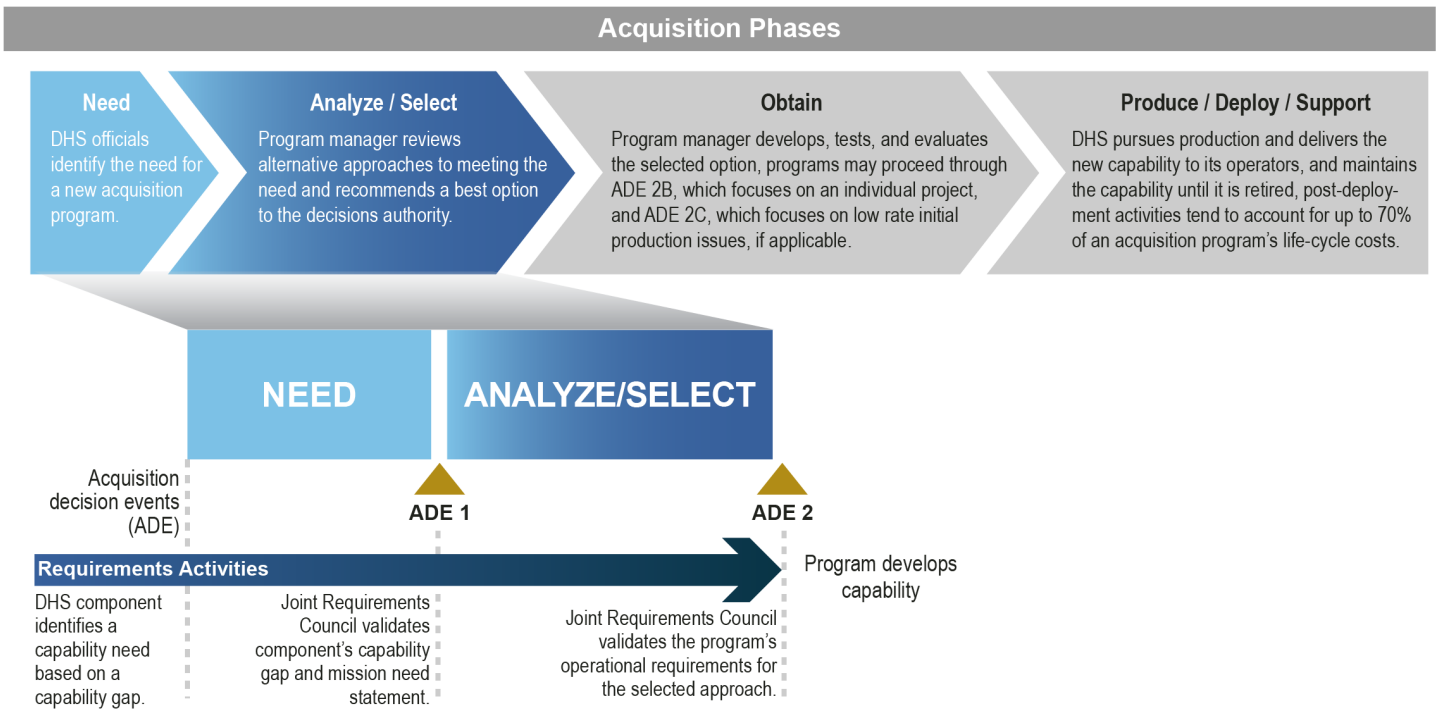 Acquisition Phases
Need
DHS officials
identify the need for
a new acquisition
program.
Analyze / Select
Program manager reviews
alternative approaches to meeting the
need and recommends a best option
to the decisions authority.
Obtain
Program manager develops, tests, and evaluates
the selected option, programs may proceed through
ADE 2B, which focuses on an individual project,
and ADE 2C, which focuses on low rate initial
production issues, if applicable.
Produce / Deploy / Support
DHS pursues production and delivers the
new capability to its operators, and maintains
the capability until it is retired, post-deploy-
ment activities tend to account for up to 70%
of an acquisition program’s life-cycle costs.
NEED
ANALYZE/SELECT
Acquisition
decision events
(ADE)
ADE 1
ADE 2
Requirements Activities
Program develops
capability
DHS component
identifies a
capability need
based on a
capability gap.
Joint Requirements
Council validates
component’s capability
gap and mission need
statement.
Joint Requirements Council
validates the program’s
operational requirements for
the selected approach.